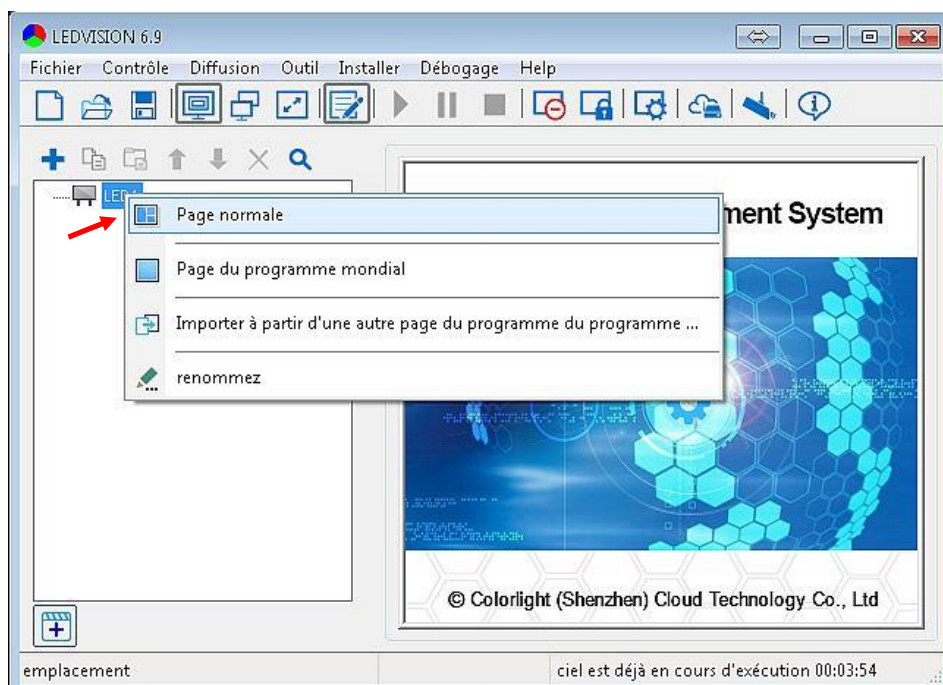 LEDVISION 6.9
Fichier Contrôle Diffusion Outil Installer Débogage Help
Page normale
ment System
Page du programme mondial
Importer à partir d'une autre page du programme du programme ...
renommez
© Colorlight (Shenzhen) Cloud Technology Co., Ltd
emplacement
ciel est déjà en cours d'exécution 00:03:54